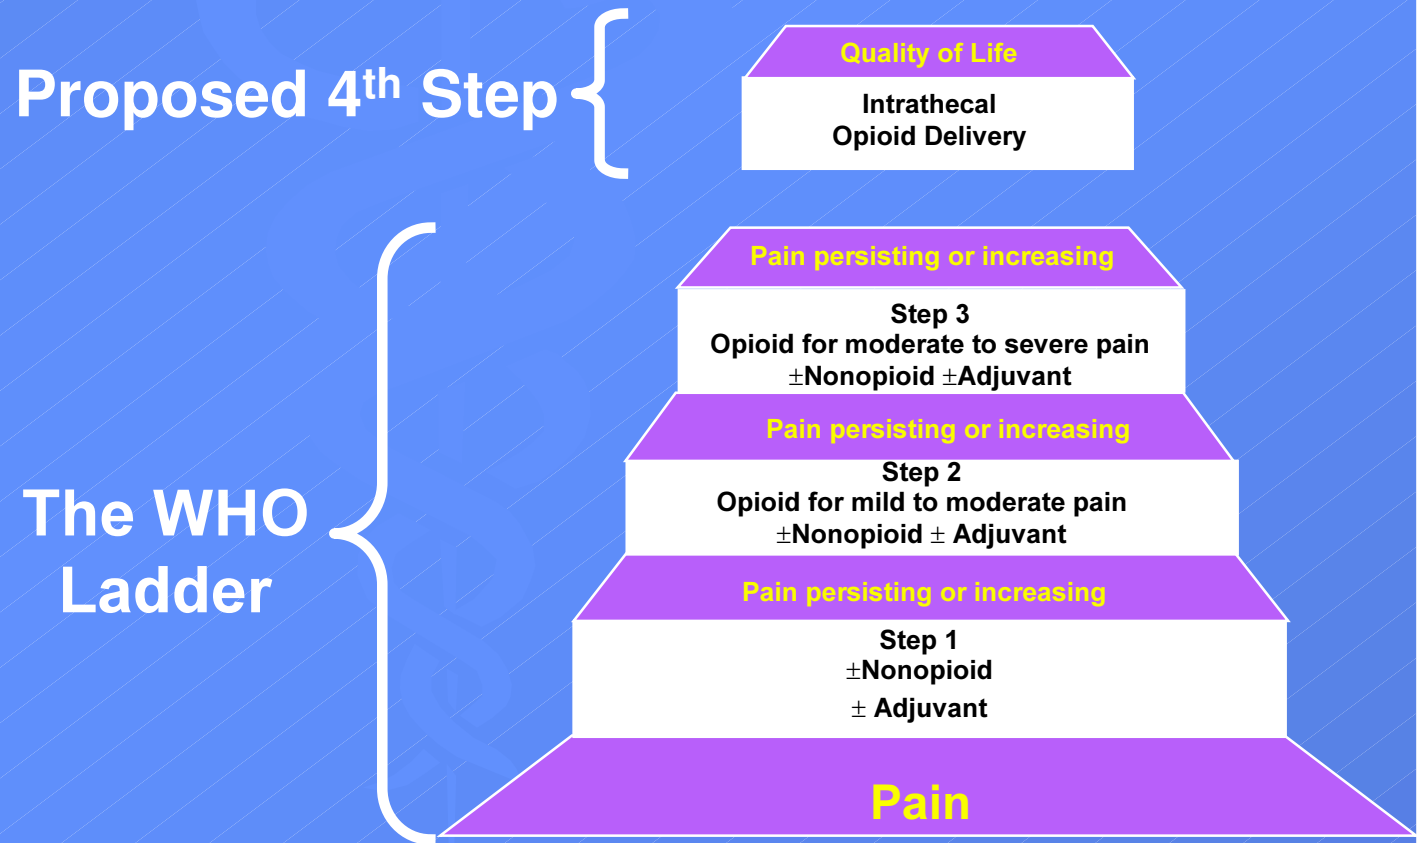 Proposed 4th Step
Quality of Life
Intrathecal
Opioid Delivery
The WHO
Ladder
Pain persisting or increasing
Step 3
Opioid for moderate to severe pain
±Nonopioid ±Adjuvant
Pain persisting or increasing
Step 2
Opioid for mild to moderate pain
±Nonopioid ± Adjuvant
Pain persisting or increasing
Step 1
±Nonopioid
± Adjuvant
Pain